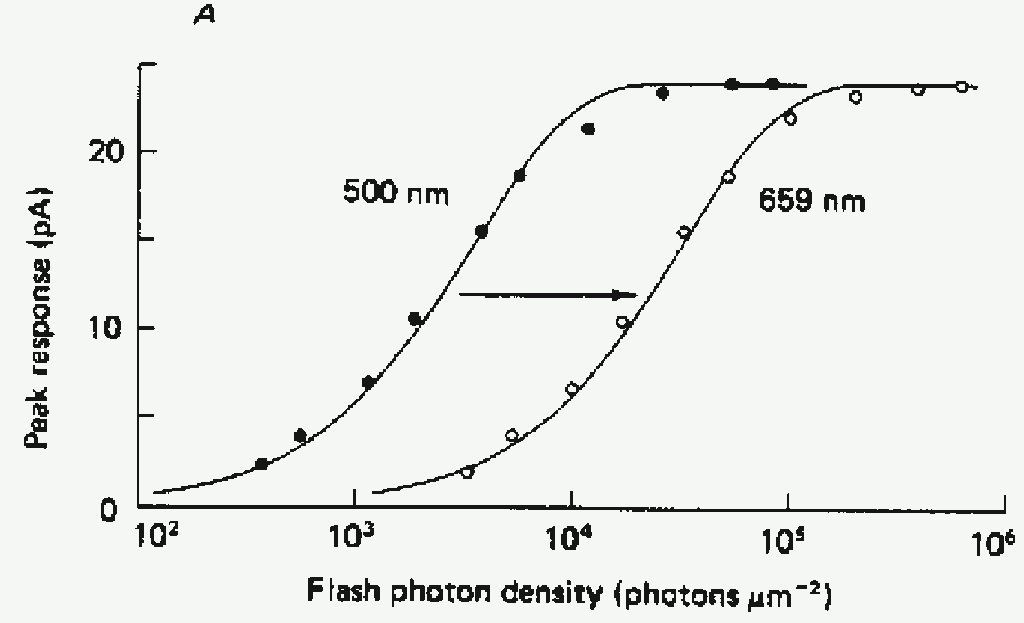 A
20
500 nm
659 nm
10
0
10²
10³
10⁴
10⁵
10⁶
Peak response (pA)
Flash photon density (photons μm⁻²)